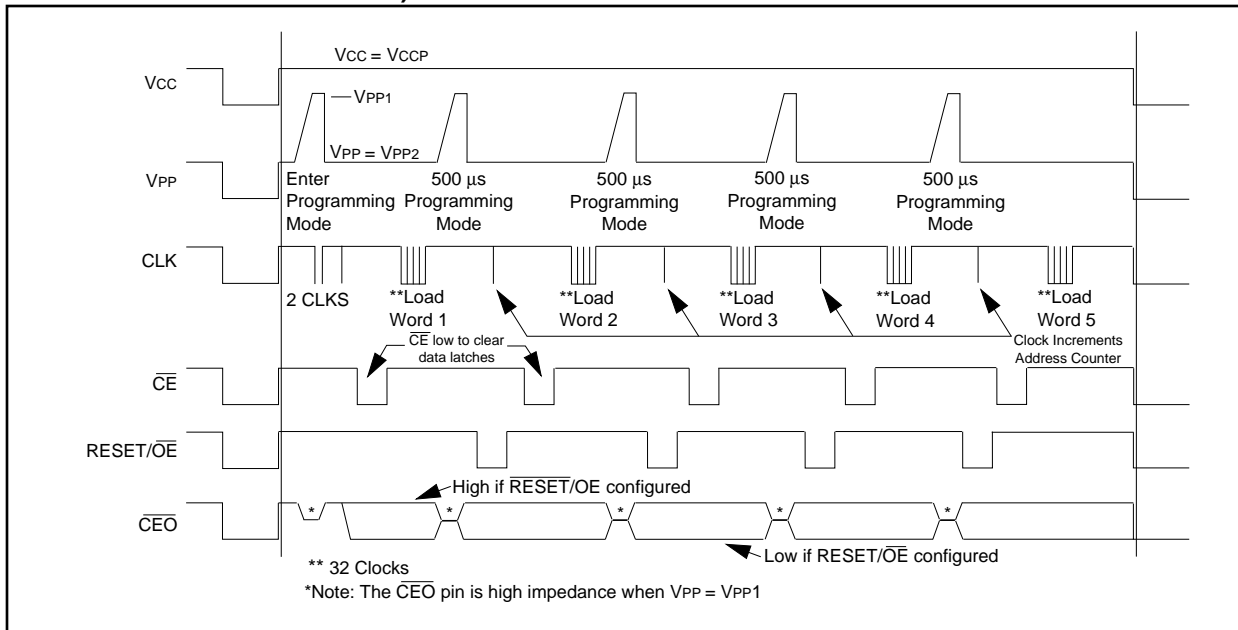 )
VCC = VCCP
VCC
VPP1
VPP = VPP2
VPP
Enter
Programming
Mode
500 µs
Programming
Mode
500 µs
Programming
Mode
500 µs
Programming
Mode
500 µs
Programming
Mode
CLK
2 CLKS
**Load
Word 1
**Load
Word 2
**Load
Word 3
**Load
Word 4
**Load
Word 5
CE low to clear
data latches
Clock Increments
Address Counter
CE
RESET/OE
High if RESET/OE configured
CEO
*
*
*
*
*
Low if RESET/OE configured
** 32 Clocks
*Note: The CEO pin is high impedance when VPP = VPP1